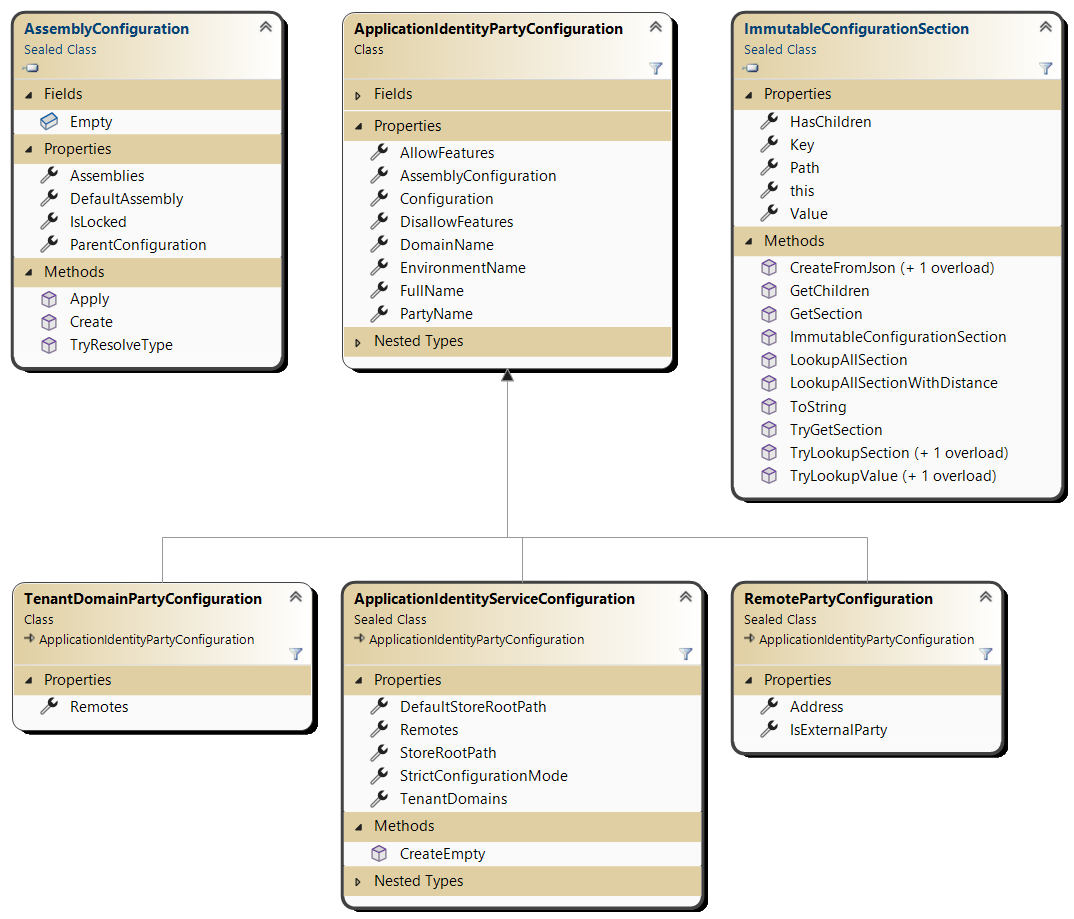 AssemblyConfiguration
Sealed Class
Fields
Empty
Properties
Assemblies
DefaultAssembly
IsLocked
ParentConfiguration
Methods
Apply
Create
TryResolveType
ApplicationIdentityPartyConfiguration
Class
Fields
Properties
AllowFeatures
AssemblyConfiguration
Configuration
DisallowFeatures
DomainName
EnvironmentName
FullName
PartyName
Nested Types
ImmutableConfigurationSection
Sealed Class
Properties
HasChildren
Key
Path
this
Value
Methods
CreateFromJson (+ 1 overload)
GetChildren
GetSection
ImmutableConfigurationSection
LookupAllSection
LookupAllSectionWithDistance
ToString
TryGetSection
TryLookupSection (+ 1 overload)
TryLookupValue (+ 1 overload)
TenantDomainPartyConfiguration
Class
ApplicationIdentityPartyConfiguration
Properties
Remotes
ApplicationIdentityServiceConfiguration
Sealed Class
ApplicationIdentityPartyConfiguration
Properties
DefaultStoreRootPath
Remotes
StoreRootPath
StrictConfigurationMode
TenantDomains
Methods
CreateEmpty
Nested Types
RemotePartyConfiguration
Sealed Class
ApplicationIdentityPartyConfiguration
Properties
Address
IsExternalParty